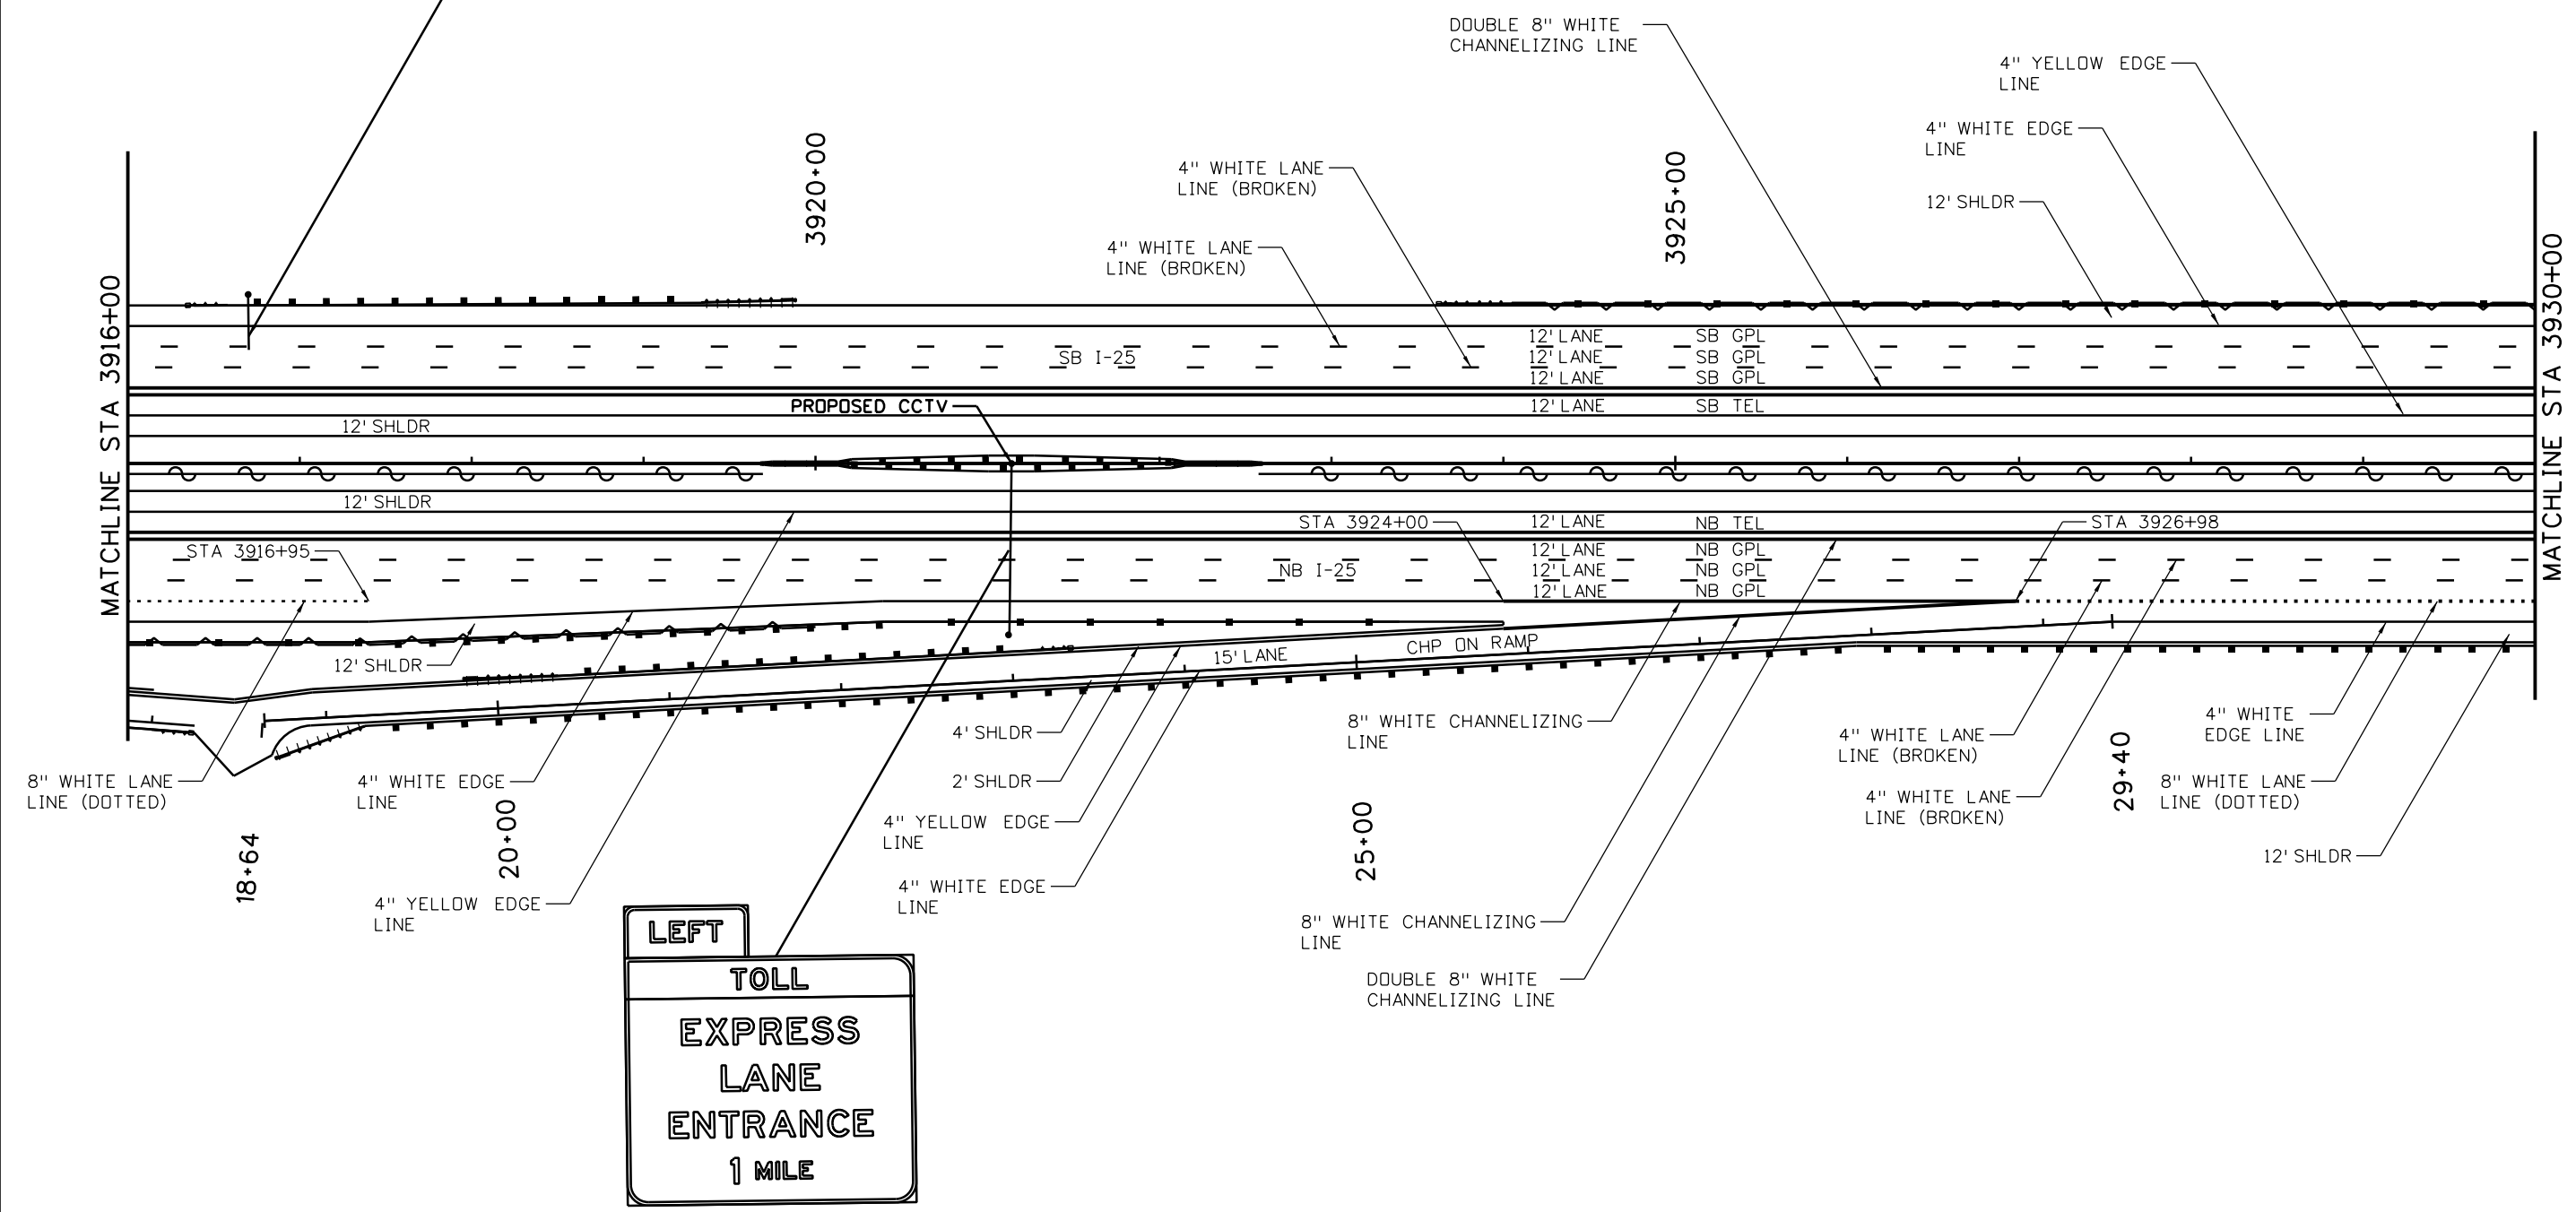 DOUBLE 8" WHITE
CHANNELIZING LINE
4" YELLOW EDGE
LINE
4" WHITE EDGE
LINE
12' SHLDR
4" WHITE LANE
LINE (BROKEN)
4" WHITE LANE
LINE (BROKEN)
3920+00
3925+00
MATCHLINE STA 3916+00
MATCHLINE STA 3930+00
12' LANE SB GPL
SB I-25
12' LANE SB GPL
12' LANE SB GPL
PROPOSED CCTV
12' LANE SB TEL
12' SHLDR
12' SHLDR
STA 3924+00
12' LANE NB TEL
STA 3926+98
STA 3916+95
12' LANE NB GPL
NB I-25
12' LANE NB GPL
12' LANE NB GPL
12' SHLDR
15' LANE
CHP ON RAMP
8" WHITE LANE
LINE (DOTTED)
4" WHITE EDGE
LINE
4' SHLDR
2' SHLDR
4" YELLOW EDGE
LINE
4" WHITE EDGE
LINE
8" WHITE CHANNELIZING
LINE
4" WHITE LANE
LINE (BROKEN)
4" WHITE LANE
LINE (BROKEN)
4" WHITE
EDGE LINE
8" WHITE LANE
LINE (DOTTED)
12' SHLDR
18+64
20+00
25+00
29+40
4" YELLOW EDGE
LINE
8" WHITE CHANNELIZING
LINE
DOUBLE 8" WHITE
CHANNELIZING LINE
LEFT
TOLL
EXPRESS
LANE
ENTRANCE
1 MILE